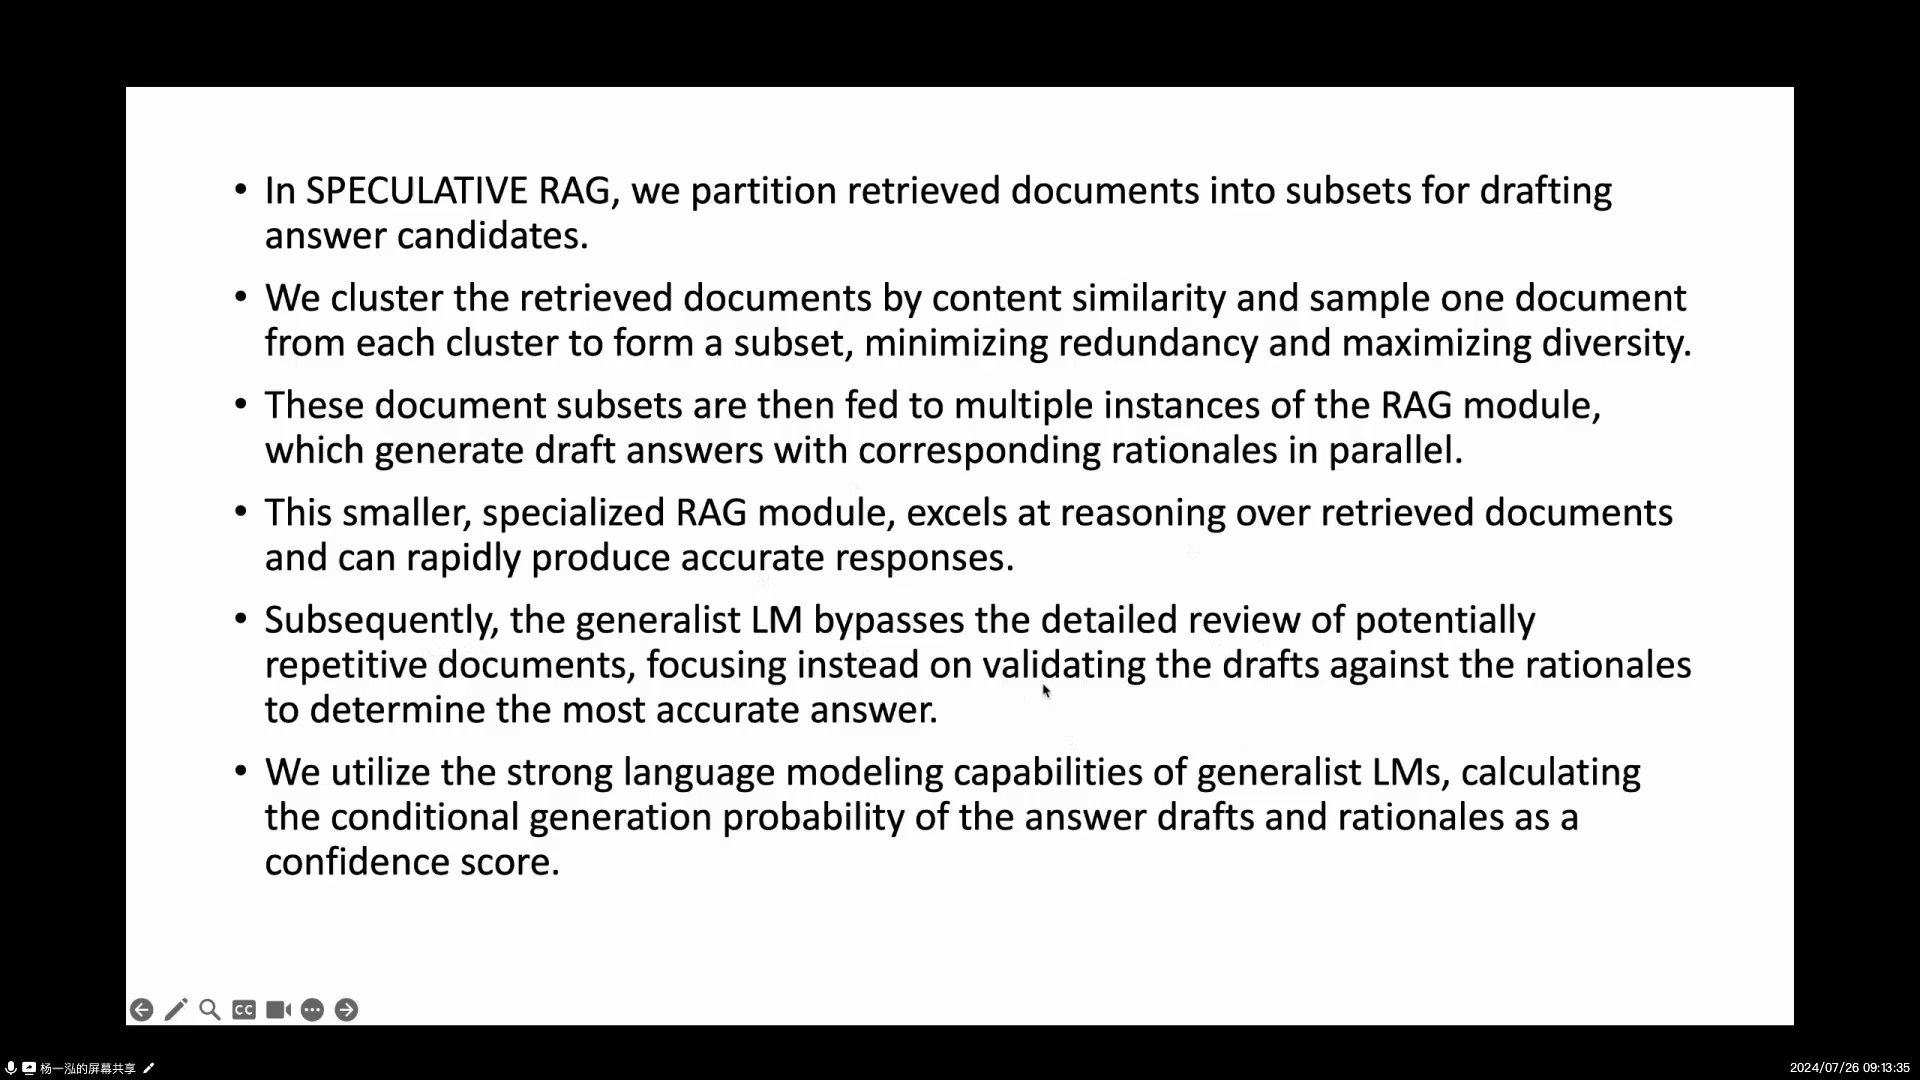 • In SPECULATIVE RAG, we partition retrieved documents into subsets for drafting
answer candidates.
• We cluster the retrieved documents by content similarity and sample one document
from each cluster to form a subset, minimizing redundancy and maximizing diversity.
• These document subsets are then fed to multiple instances of the RAG module,
which generate draft answers with corresponding rationales in parallel.
• This smaller, specialized RAG module, excels at reasoning over retrieved documents
and can rapidly produce accurate responses.
• Subsequently, the generalist LM bypasses the detailed review of potentially
repetitive documents, focusing instead on validating the drafts against the rationales
to determine the most accurate answer.
• We utilize the strong language modeling capabilities of generalist LMs, calculating
the conditional generation probability of the answer drafts and rationales as a
confidence score.
CC
杨一泓的屏幕共享
2024/07/26 09:13:35